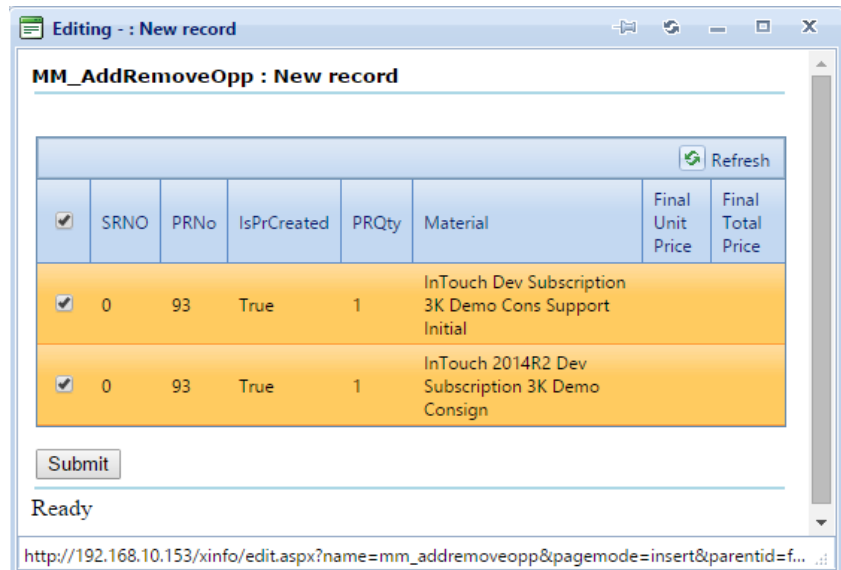 Editing - : New record
MM_AddRemoveOpp : New record
Refresh
SRNO PRNo IsPrCreated PRQty Material Final Unit Price Final Total Price
0 93 True 1 InTouch Dev Subscription 3K Demo Cons Support Initial
0 93 True 1 InTouch 2014R2 Dev Subscription 3K Demo Consign
Submit
Ready
http://192.168.10.153/xinfo/edit.aspx?name=mm_addremoveopp&pagemode=insert&parentid=f...